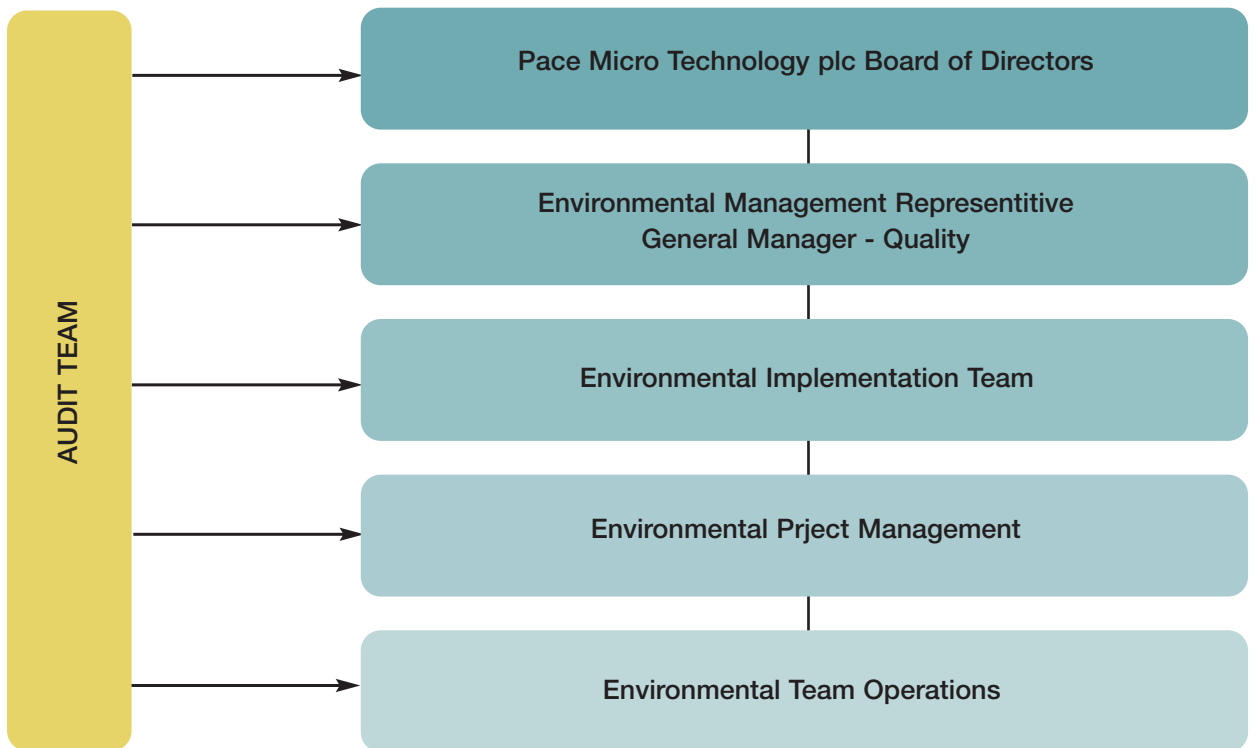 AUDIT TEAM
Pace Micro Technology plc Board of Directors
Environmental Management Representitive
General Manager - Quality
Environmental Implementation Team
Environmental Prject Management
Environmental Team Operations